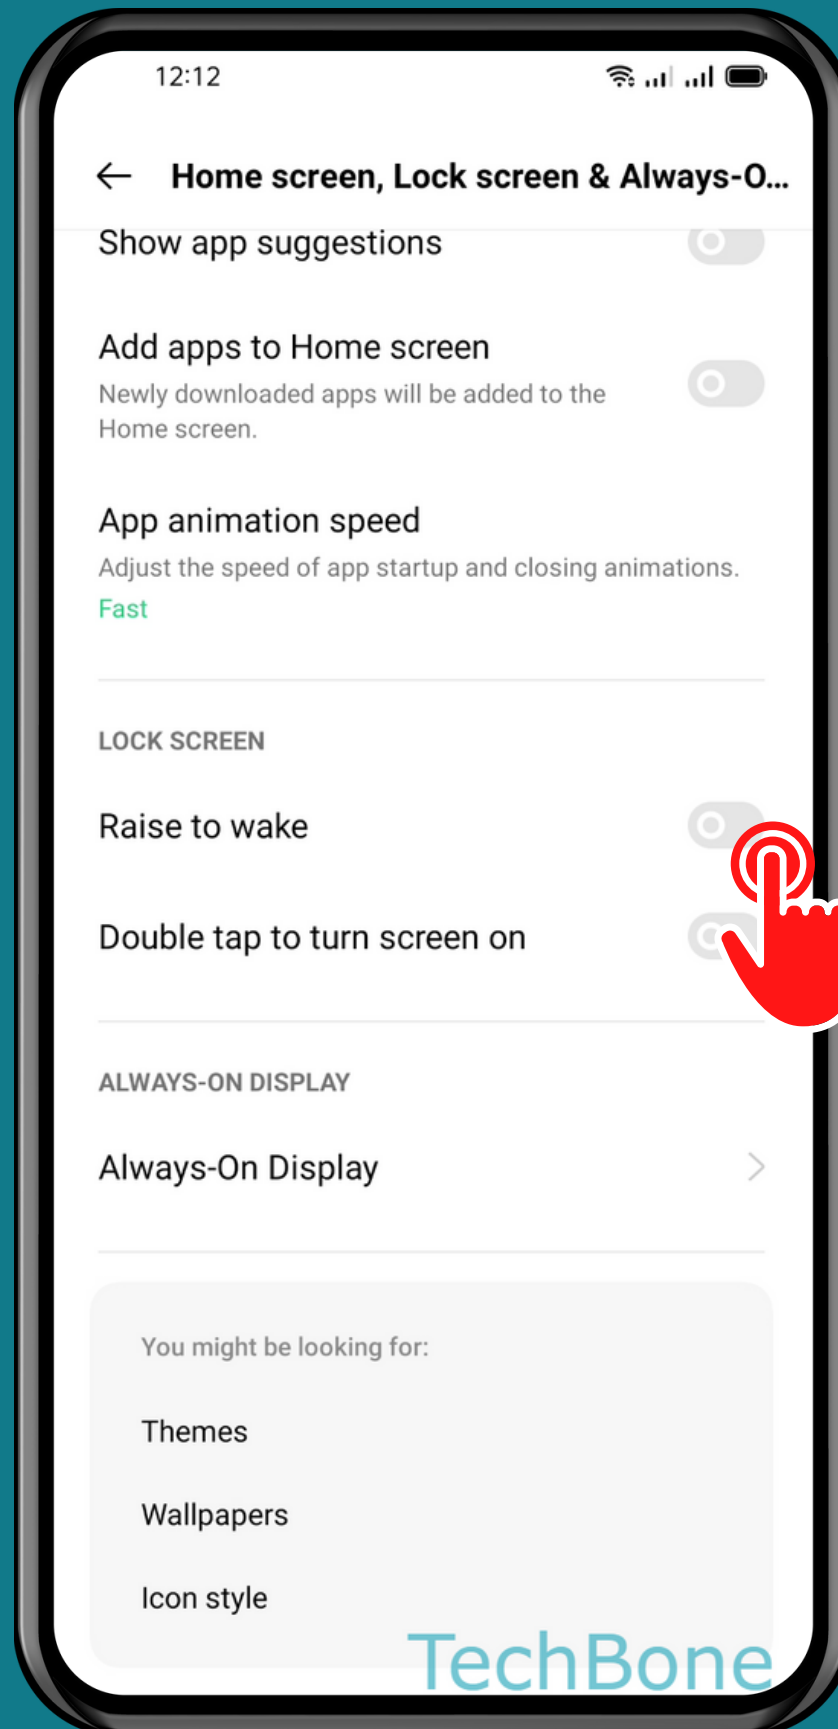 12:12
Home screen, Lock screen & Always-O...
Show app suggestions
Add apps to Home screen
Newly downloaded apps will be added to the
Home screen.
App animation speed
Adjust the speed of app startup and closing animations.
Fast
LOCK SCREEN
Raise to wake
Double tap to turn screen on
ALWAYS-ON DISPLAY
Always-On Display
You might be looking for:
Themes
Wallpapers
Icon style
TechBone